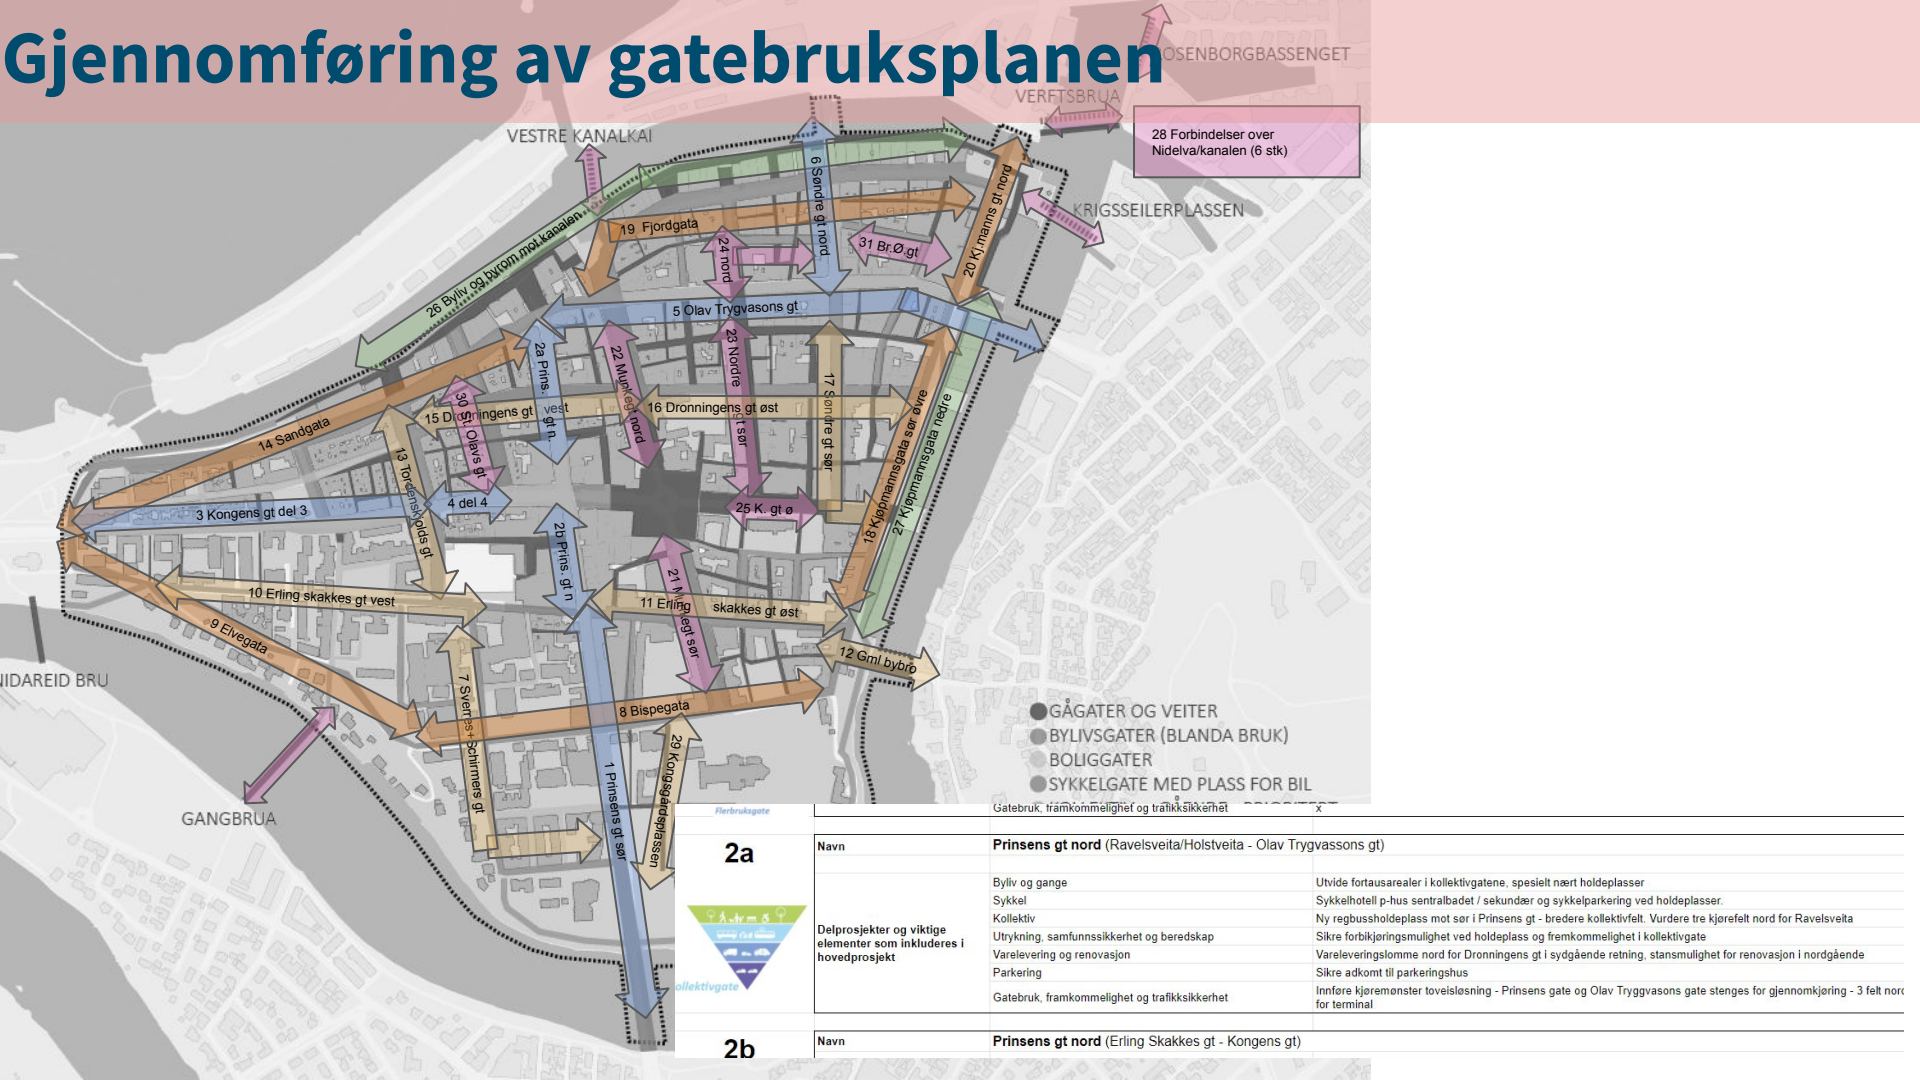 Gjennomføring av gatebruksplanen
OSENBORGBASSENGET
VERFTSBRUA
VESTRE KANALKAI
28 Forbindelser over
Nidelva/kanalen (6 stk)
KRIGSSEILERPLASSEN
6 Søndre gt nord
19 Fjordgata
20 Kj.manns gt nord
24 nord
31 Br.Ø.gt
26 Byliv og byrom mot kanalen
5 Olav Trygvasons gt
2a Prins. gt n.
22 Munkegt nord
23 Nordre gt sør
17 Søndre gt sør
30 St. Olavs gt
15 Dronningens gt vest
16 Dronningens gt øst
14 Sandgata
13 Tordenskjolds gt
18 Kjøpmannsgata sør øvre
27 Kjøpmannsgata nedre
3 Kongens gt del 3
4 del 4
25 K. gt ø
2b Prins. gt n
10 Erling skakkes gt vest
11 Erling skakkes gt øst
21 Munkegt sør
9 Elvegata
12 Gml bybro
NIDAREID BRU
7 Sverres+Schirmers gt
8 Bispegata
29 Kongsgårdsplassen
1 Prinsens gt sør
GANGBRUA
GÅGATER OG VEITER
BYLIVSGATER (BLANDA BRUK)
BOLIGGATER
SYKKELGATE MED PLASS FOR BIL
Flerbruksgate
Gatebruk, framkommelighet og trafikksikkerhet x
2a
Navn Prinsens gt nord (Ravelsveita/Holstveita - Olav Trygvassons gt)
Byliv og gange Utvide fortausarealer i kollektivgatene, spesielt nært holdeplasser
Sykkel Sykkelhotell p-hus sentralbadet / sekundær og sykkelparkering ved holdeplasser.
Kollektiv Ny regbussholdeplass mot sør i Prinsens gt - bredere kollektivfelt. Vurdere tre kjørefelt nord for Ravelsveita
Delprosjekter og viktige
elementer som inkluderes i
hovedprosjekt
Utrykning, samfunnssikkerhet og beredskap Sikre forbikjøringsmulighet ved holdeplass og fremkommelighet i kollektivgate
Varelevering og renovasjon Vareleveringslomme nord for Dronningens gt i sydgående retning, stansmulighet for renovasjon i nordgående
Parkering Sikre adkomt til parkeringshus
Gatebruk, framkommelighet og trafikksikkerhet Innføre kjøremønster toveisløsning - Prinsens gate og Olav Tryggvasons gate stenges for gjennomkjøring - 3 felt nord
for terminal
ollektivgate
2b
Navn Prinsens gt nord (Erling Skakkes gt - Kongens gt)